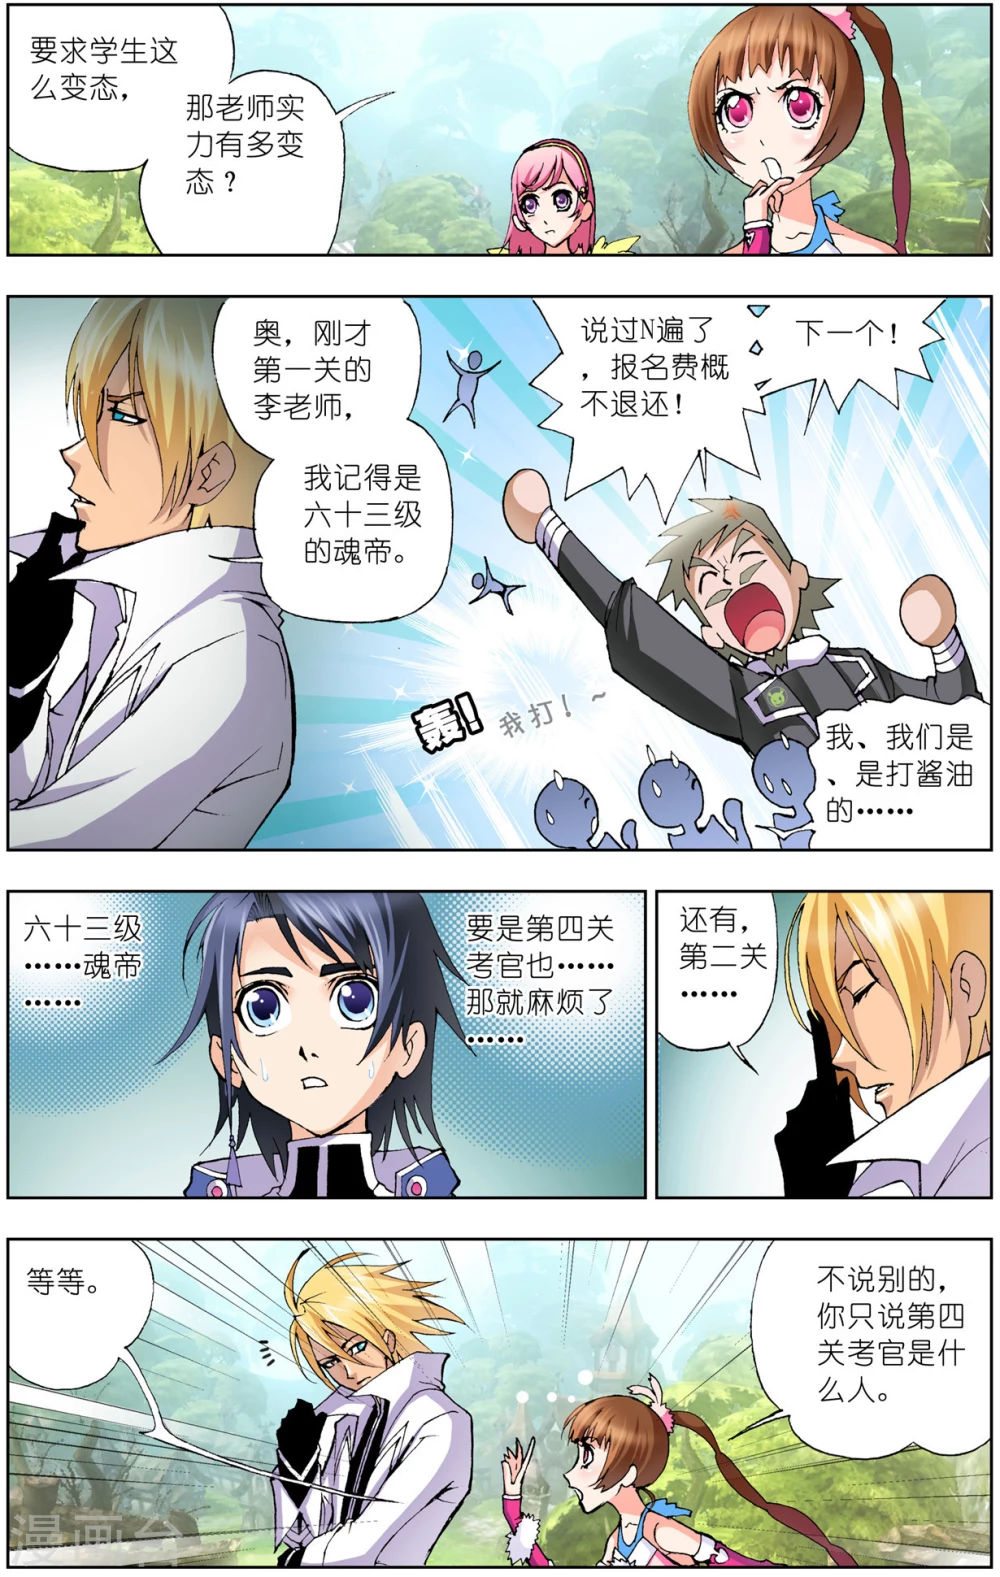 要求学生这
么变态，
那老师实
力有多变
态？
奥，刚才
第一关的
李老师，
我记得是
六十三级
的魂帝。
说过N遍了
，报名费概
不退还！
下一个！
轰！
我打！~
我、我们是
、是打酱油
的……
六十三级
……魂帝
……
要是第四关
考官也……
那就麻烦了
……
还有，
第二关
……
等等。
不说别的，
你只说第四
关考官是什
么人。
漫画台